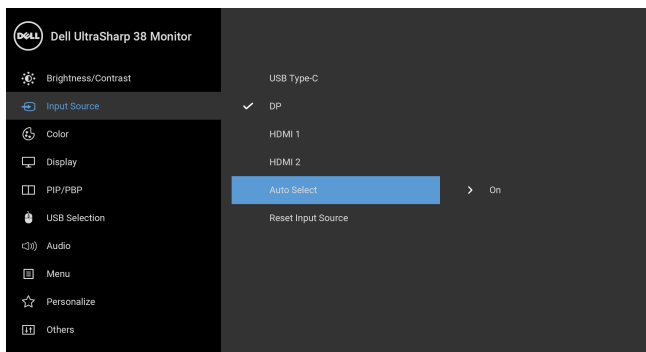 DELL Dell UltraSharp 38 Monitor
Brightness/Contrast USB Type-C
Input Source DP
Color HDMI 1
Display HDMI 2
PIP/PBP Auto Select On
USB Selection Reset Input Source
Audio
Menu
Personalize
Others